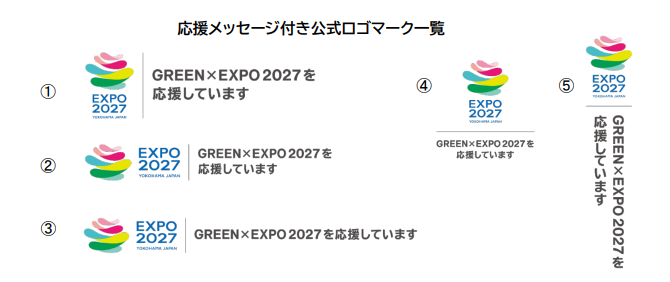 応援メッセージ付き公式ロゴマーク一覧
①
EXPO
2027
YOKOHAMA JAPAN
GREEN×EXPO 2027を
応援しています
②
EXPO
2027
YOKOHAMA JAPAN
GREEN×EXPO 2027を
応援しています
③
EXPO
2027
YOKOHAMA JAPAN
GREEN×EXPO 2027を応援しています
④
EXPO
2027
YOKOHAMA JAPAN
GREEN×EXPO 2027を
応援しています
⑤
EXPO
2027
YOKOHAMA JAPAN
GREEN×EXPO 2027を
応援しています